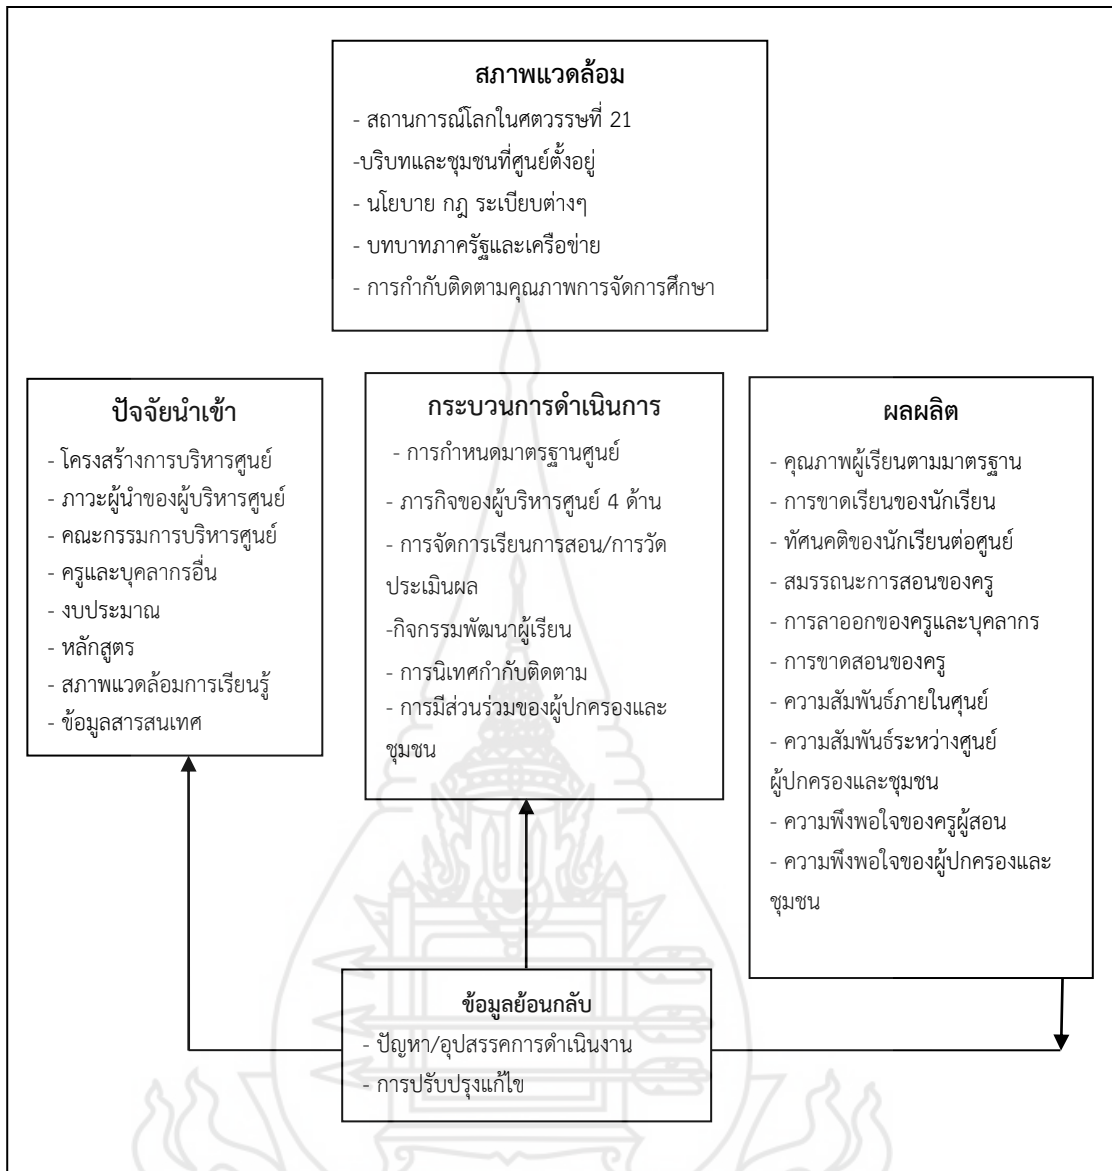 สภาพแวดล้อม
- สถานการณ์โลกในศตวรรษที่ 21
-บริบทและชุมชนที่ศูนย์ตั้งอยู่
- นโยบาย กฎ ระเบียบต่างๆ
- บทบาทภาครัฐและเครือข่าย
- การกำกับติดตามคุณภาพการจัดการศึกษา
ปัจจัยนำเข้า
- โครงสร้างการบริหารศูนย์
- ภาวะผู้นำของผู้บริหารศูนย์
- คณะกรรมการบริหารศูนย์
- ครูและบุคลากรอื่น
- งบประมาณ
- หลักสูตร
- สภาพแวดล้อมการเรียนรู้
- ข้อมูลสารสนเทศ
กระบวนการดำเนินการ
- การกำหนดมาตรฐานศูนย์
- ภารกิจของผู้บริหารศูนย์ 4 ด้าน
- การจัดการเรียนการสอน/การวัด
ประเมินผล
-กิจกรรมพัฒนาผู้เรียน
- การนิเทศกำกับติดตาม
- การมีส่วนร่วมของผู้ปกครองและ
ชุมชน
ผลผลิต
- คุณภาพผู้เรียนตามมาตรฐาน
- การขาดเรียนของนักเรียน
- ทัศนคติของนักเรียนต่อศูนย์
- สมรรถนะการสอนของครู
- การลาออกของครูและบุคลากร
- การขาดสอนของครู
- ความสัมพันธ์ภายในศุนย์
- ความสัมพันธ์ระหว่างศูนย์
ผู้ปกครองและชุมชน
- ความพึงพอใจของครูผู้สอน
- ความพึงพอใจของผู้ปกครองและ
ชุมชน
ข้อมูลย้อนกลับ
- ปัญหา/อุปสรรคการดำเนินงาน
- การปรับปรุงแก้ไข